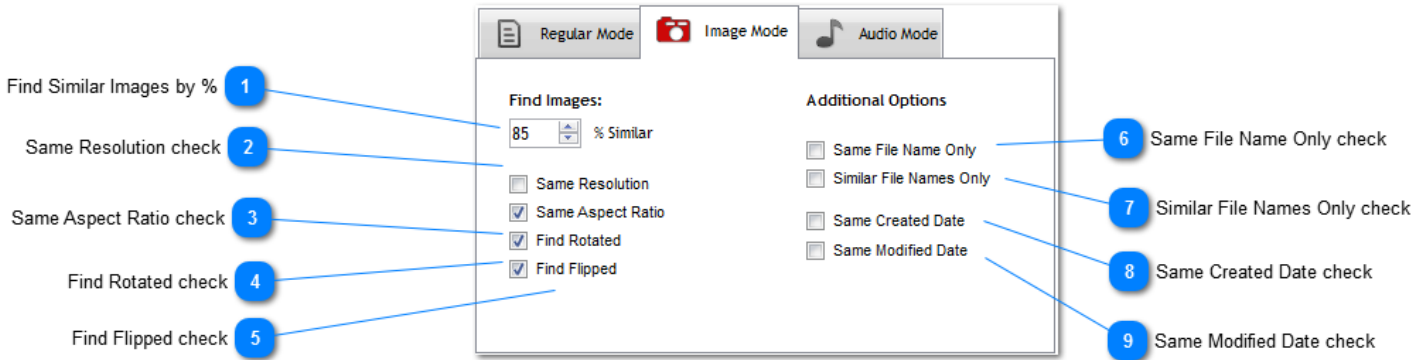 Regular Mode
Image Mode
Audio Mode
Find Similar Images by % 1
Same Resolution check 2
Same Aspect Ratio check 3
Find Rotated check 4
Find Flipped check 5
Find Images:
85 % Similar
Same Resolution
Same Aspect Ratio
Find Rotated
Find Flipped
Additional Options
Same File Name Only
Similar File Names Only
Same Created Date
Same Modified Date
6 Same File Name Only check
7 Similar File Names Only check
8 Same Created Date check
9 Same Modified Date check